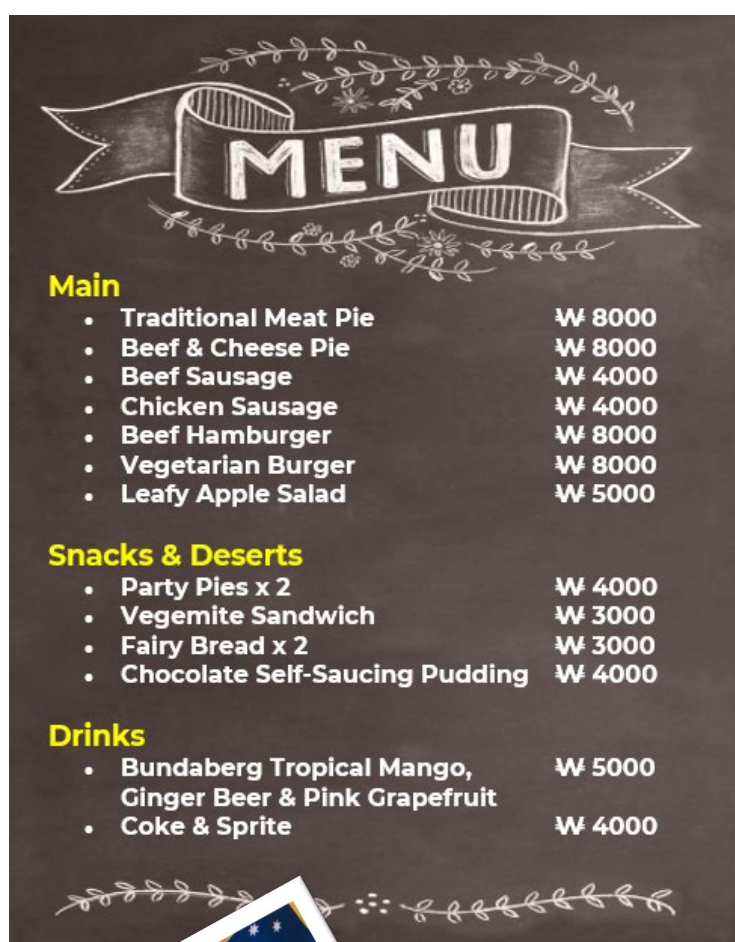 MENU
Main
• Traditional Meat Pie ₩ 8000
• Beef & Cheese Pie ₩ 8000
• Beef Sausage ₩ 4000
• Chicken Sausage ₩ 4000
• Beef Hamburger ₩ 8000
• Vegetarian Burger ₩ 8000
• Leafy Apple Salad ₩ 5000
Snacks & Deserts
• Party Pies x 2 ₩ 4000
• Vegemite Sandwich ₩ 3000
• Fairy Bread x 2 ₩ 3000
• Chocolate Self-Saucing Pudding ₩ 4000
Drinks
• Bundaberg Tropical Mango, ₩ 5000
Ginger Beer & Pink Grapefruit
• Coke & Sprite ₩ 4000